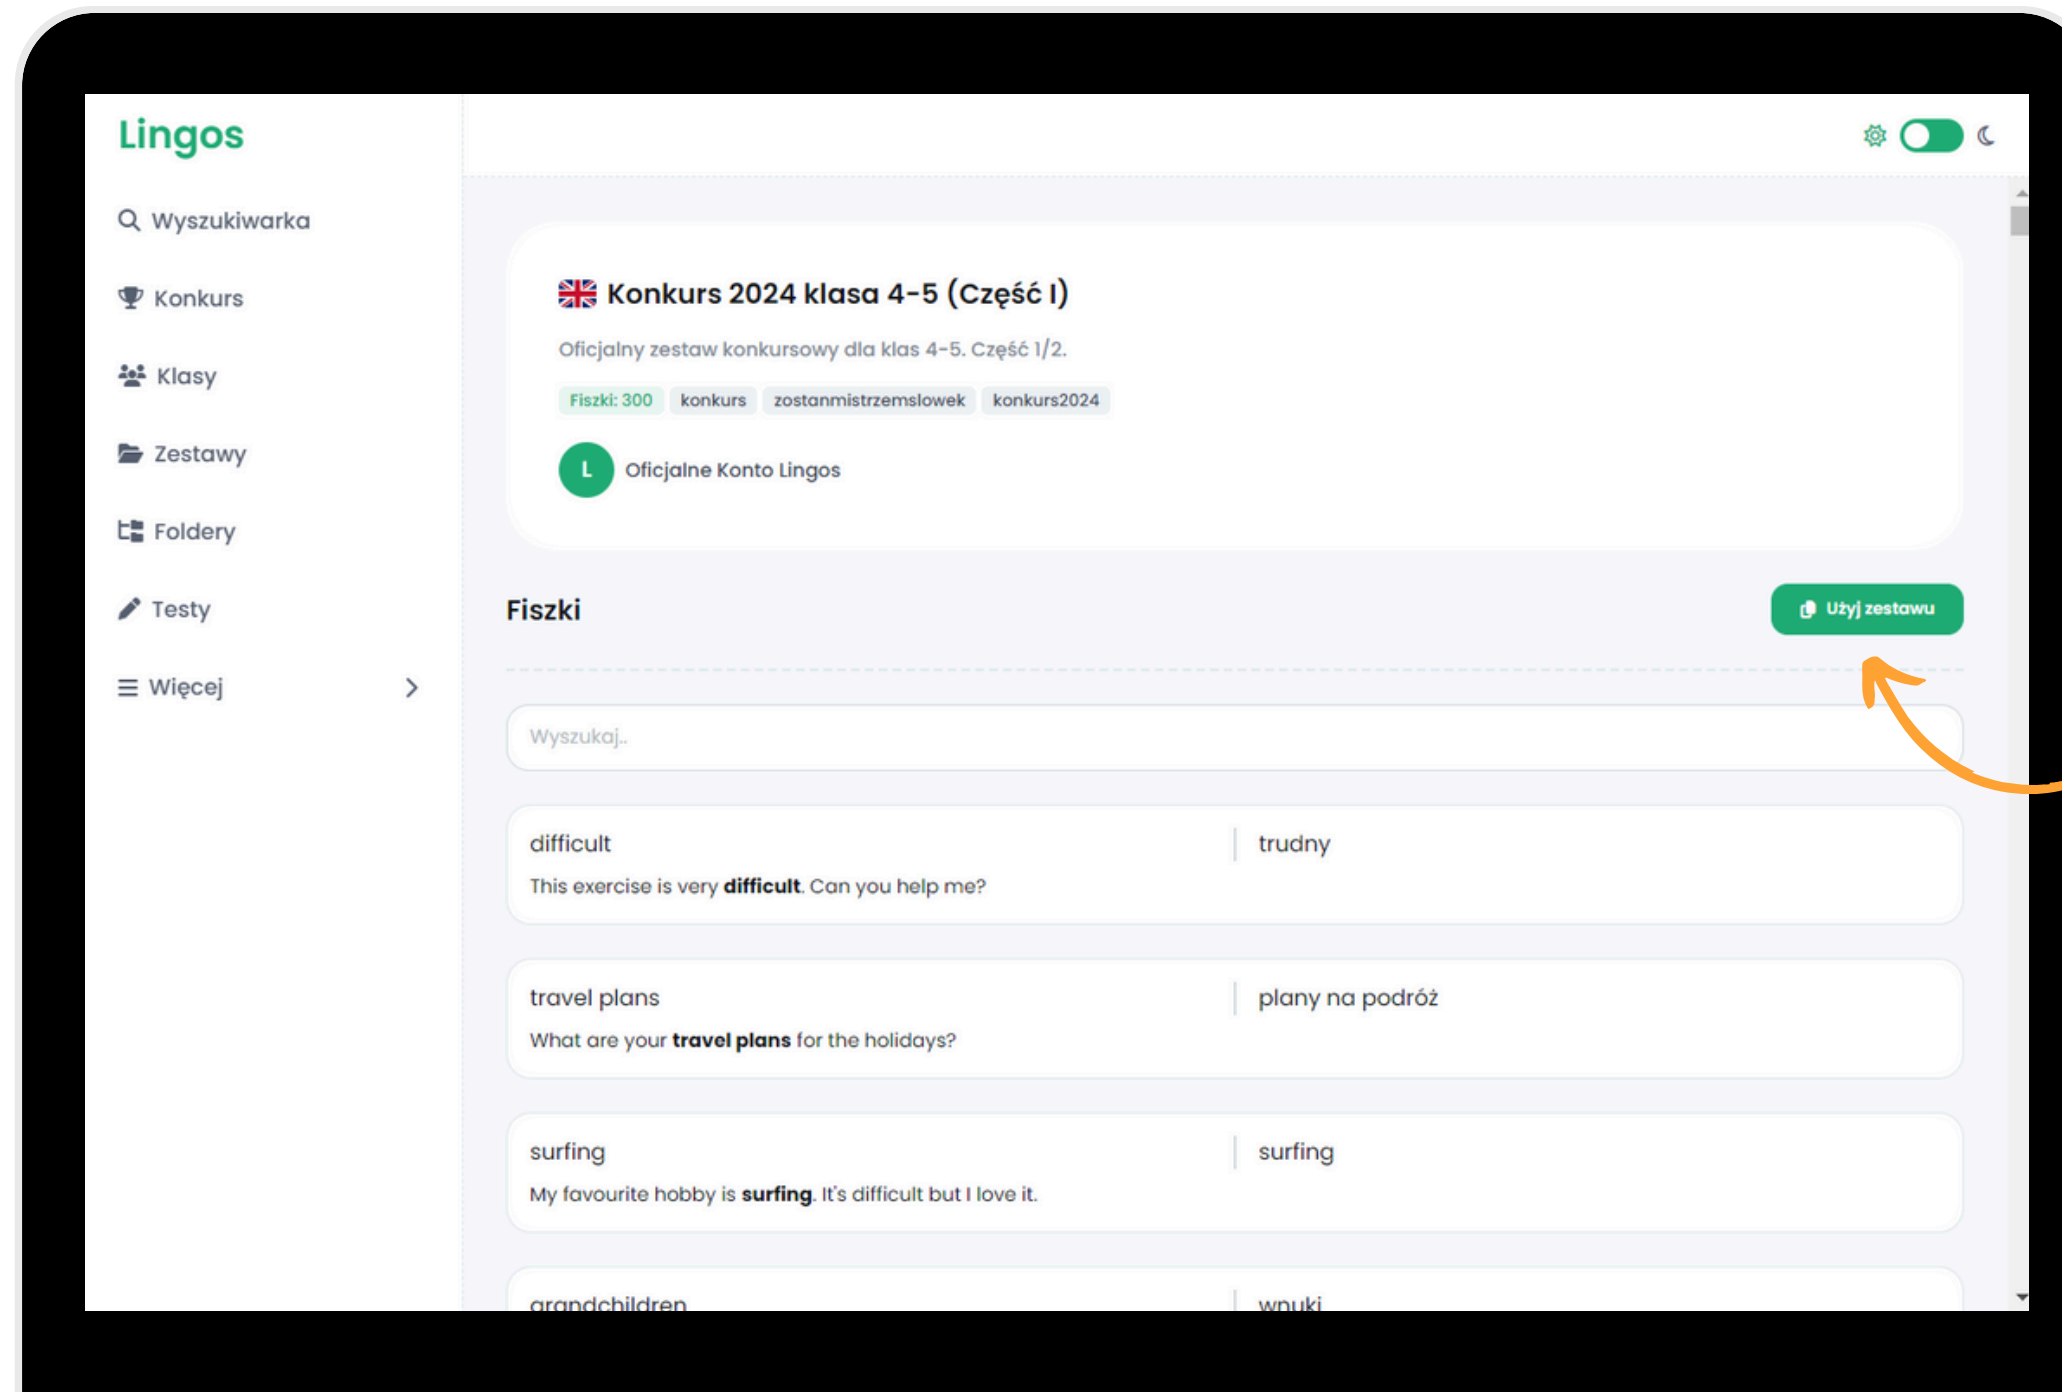 Lingos
Wyszukiwarka
Konkurs
Klasy
Zestawy
Foldery
Testy
Więcej
Konkurs 2024 klasa 4-5 (Część I)
Oficjalny zestaw konkursowy dla klas 4-5. Część 1/2.
Fiszki: 300 konkurs zostanmistrzemslowek konkurs2024
L Oficjalne Konto Lingos
Fiszki
Użyj zestawu
Wyszukaj..
difficult trudny
This exercise is very difficult. Can you help me?
travel plans plany na podróż
What are your travel plans for the holidays?
surfing surfing
My favourite hobby is surfing. It's difficult but I love it.
grandchildren wnuki